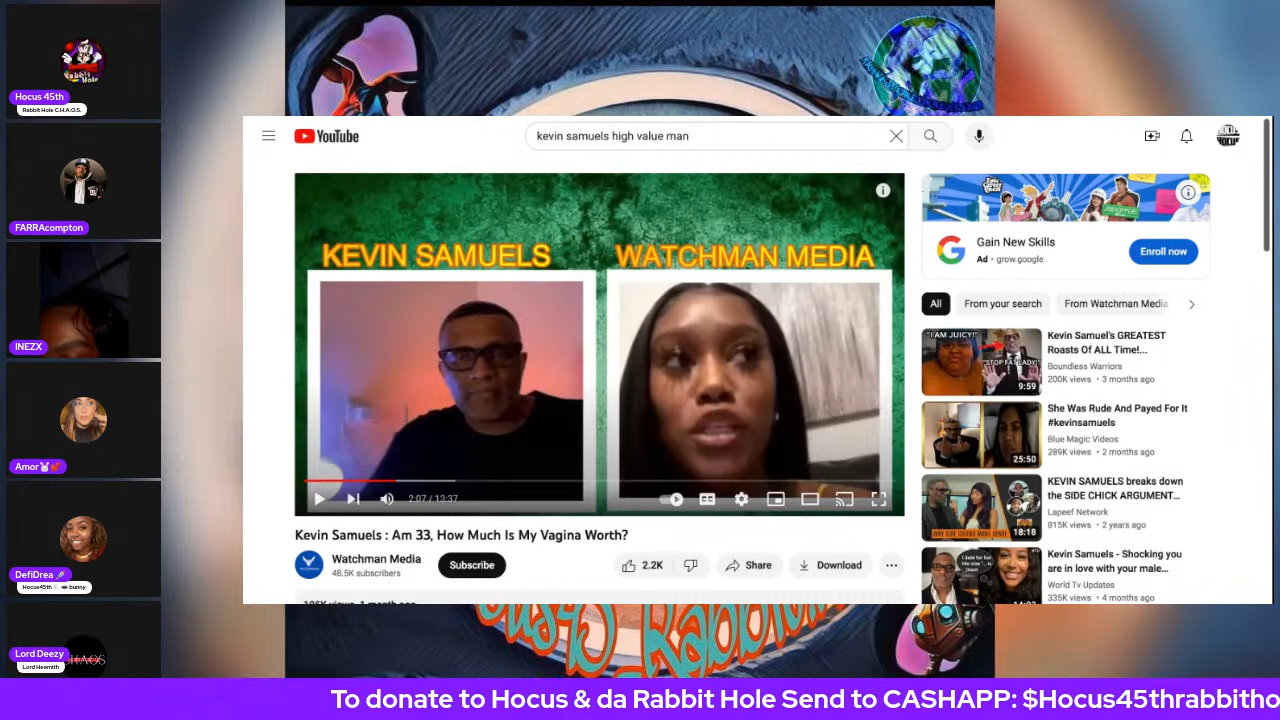 Hocus 45th
Rabbit Hole C.H.A.O.S.
FARRAcompton
INEZX
Amor🐰❤️
DefiDrea🎤
Lord Deezy
Lord Heemith
YouTube
kevin samuels high value man
KEVIN SAMUELS
WATCHMAN MEDIA
2:07 / 13:37
Kevin Samuels : Am 33, How Much Is My Vagina Worth?
Watchman Media
48.5K subscribers
Subscribe
2.2K
Share
Download
Gain New Skills
Ad · grow.google
Enroll now
All
From your search
From Watchman Media
"I AM JUICY!"
9:59
Kevin Samuel's GREATEST
Roasts Of ALL Time!...
Boundless Warriors
200K views • 3 months ago
25:50
She Was Rude And Payed For It
#kevinsamuels
Blue Magic Videos
289K views • 2 months ago
WHY SIDE CHICKS MAKE SENSE
18:18
KEVIN SAMUELS breaks down
the SIDE CHICK ARGUMENT...
Lapeef Network
815K views • 2 years ago
Kevin Samuels - Shocking you
are in love with your male...
World Tv Updates
335K views • 4 months ago
To donate to Hocus & da Rabbit Hole Send to CASHAPP: $Hocus45thrabbitho